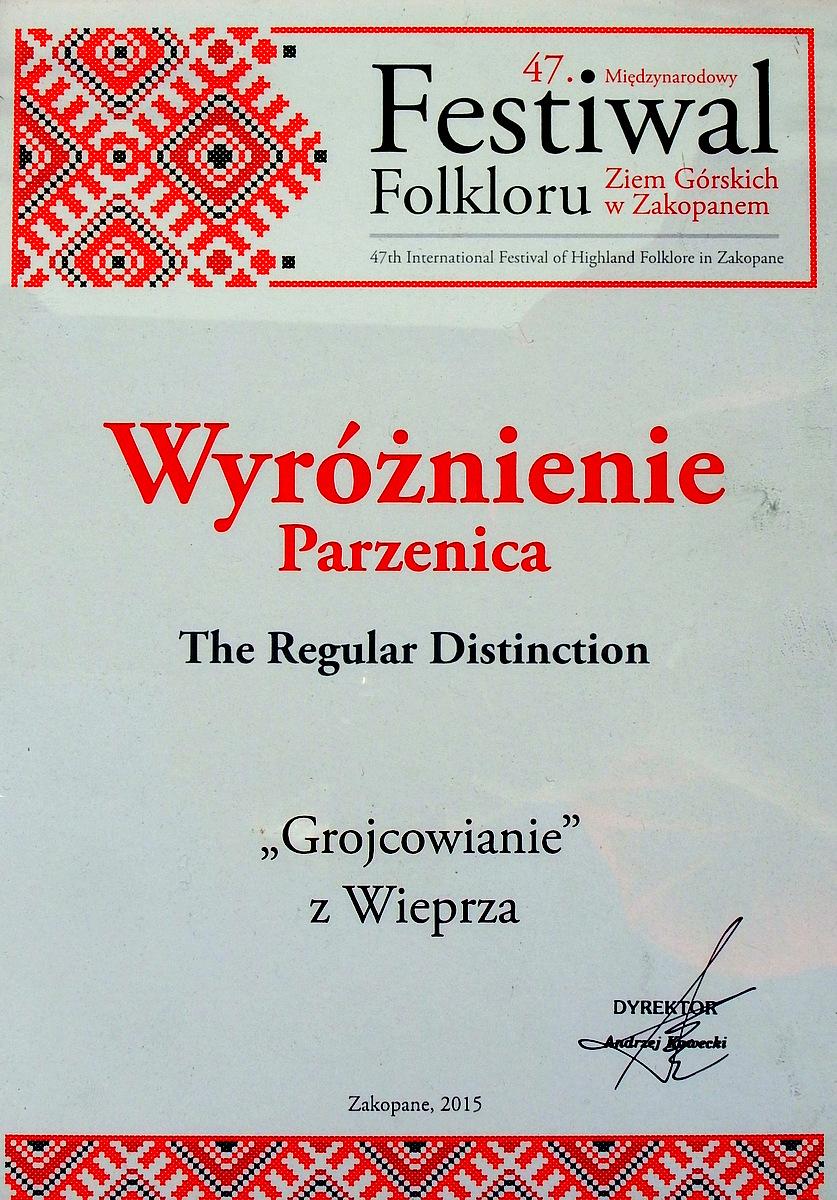 47. Międzynarodowy
Festiwal
Folkloru Ziem Górskich
w Zakopanem
47th International Festival of Highland Folklore in Zakopane
Wyróżnienie
Parzenica
The Regular Distinction
„Grojcowianie”
z Wieprza
DYREKTOR
Andrzej
Zakopane, 2015